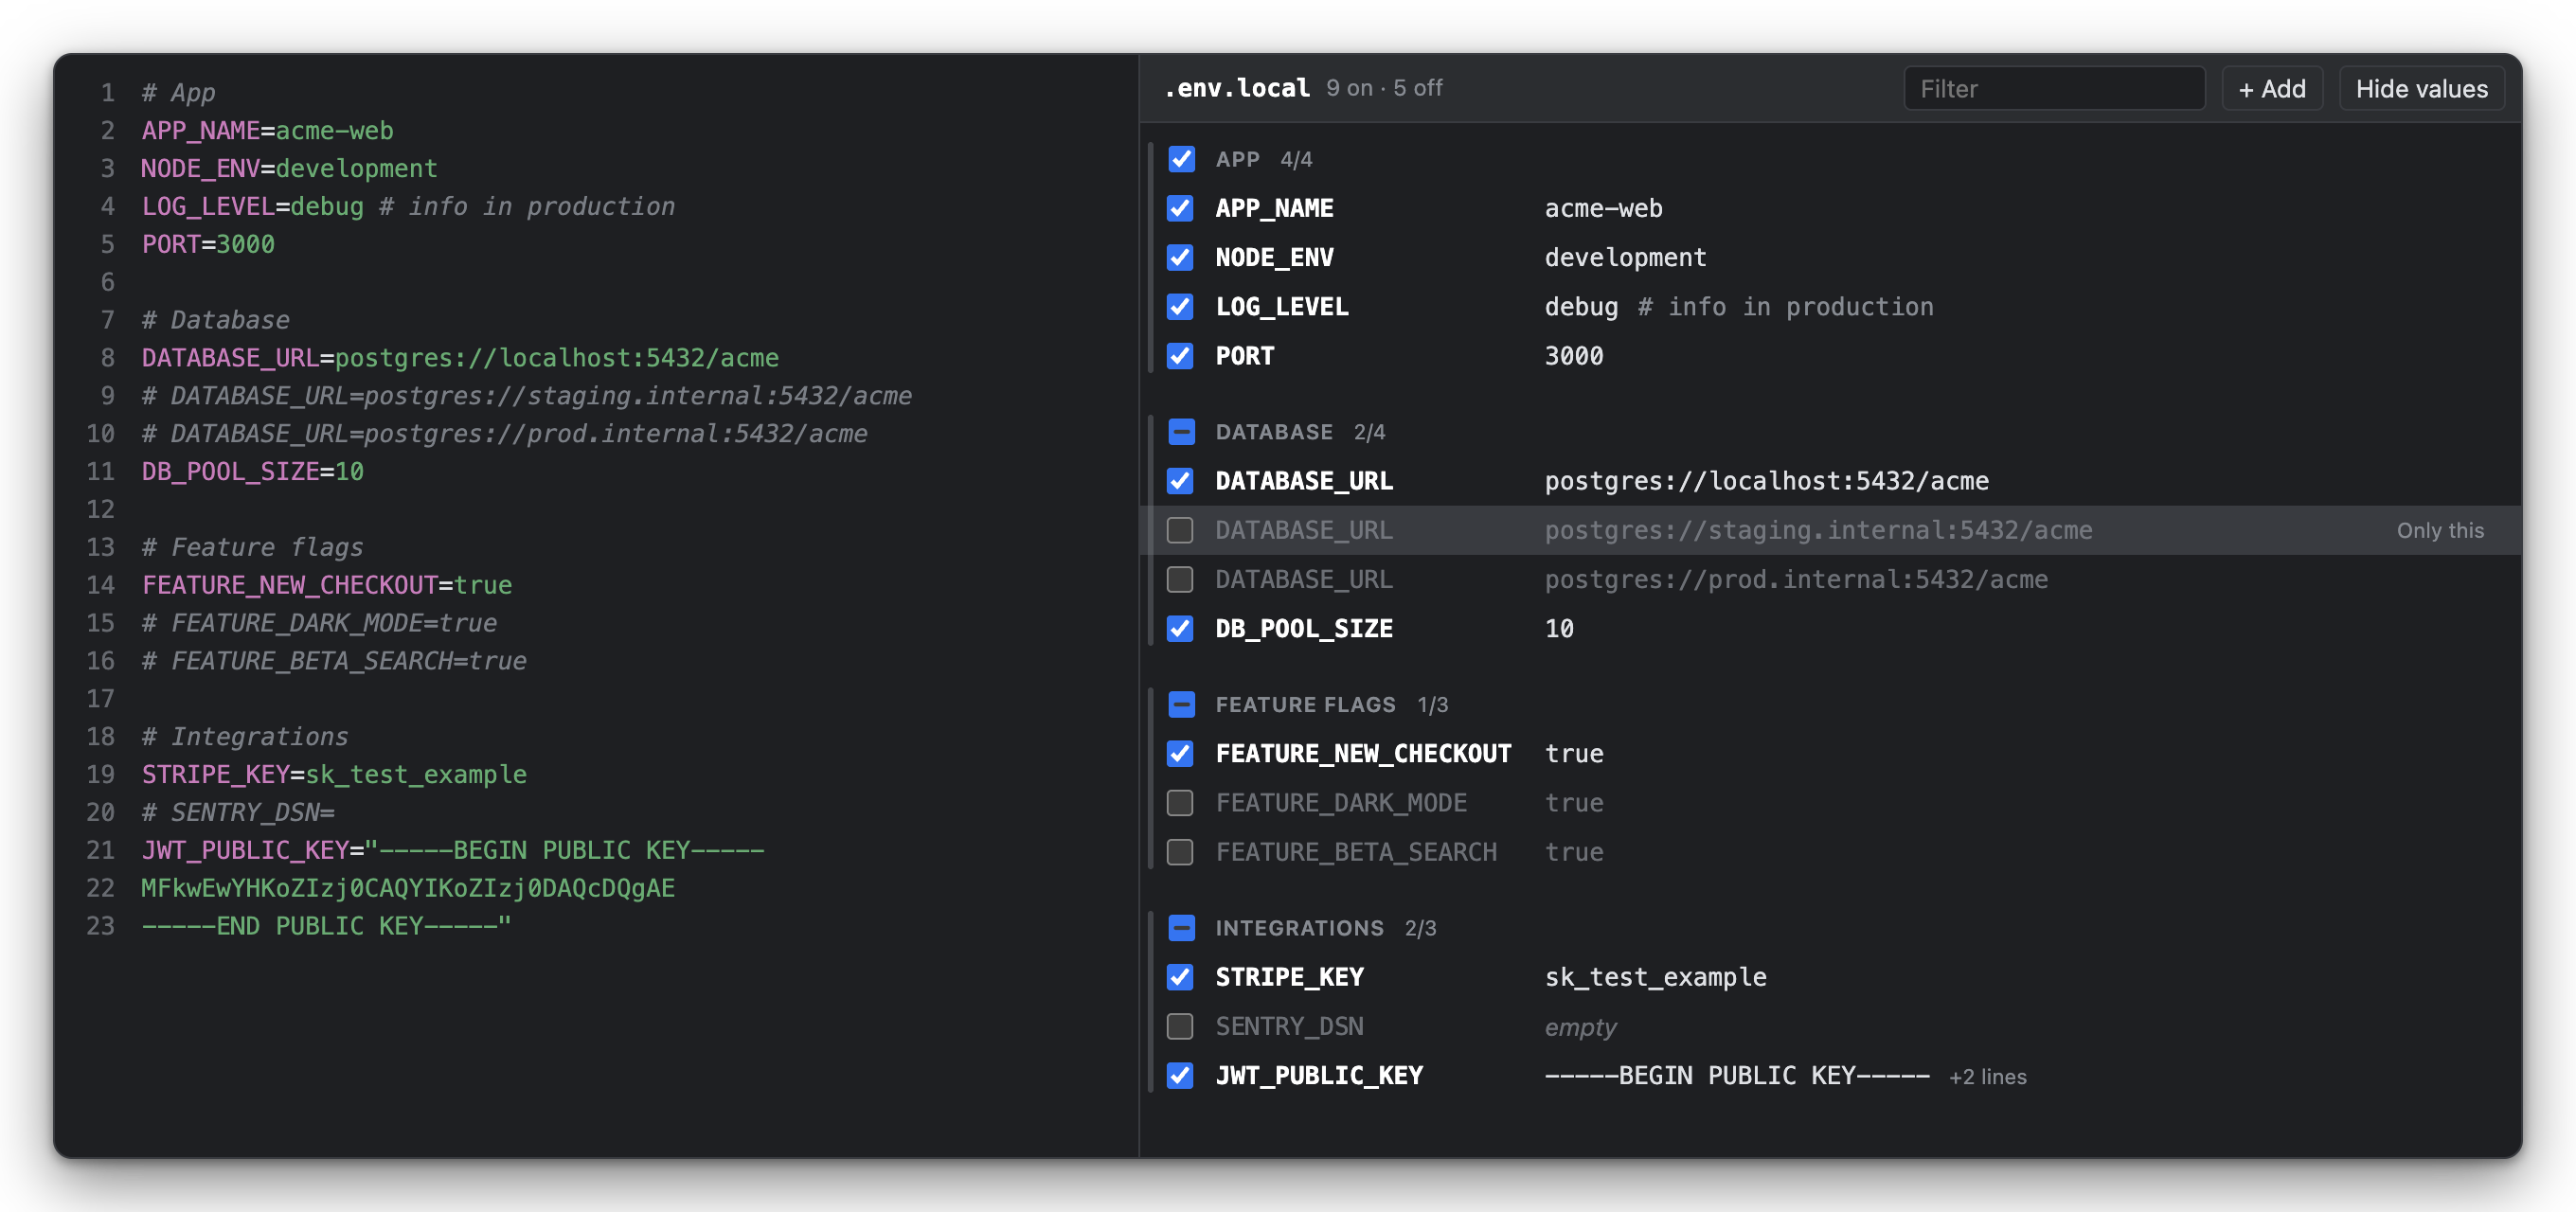 1 # App
2 APP_NAME=acme-web
3 NODE_ENV=development
4 LOG_LEVEL=debug # info in production
5 PORT=3000
6
7 # Database
8 DATABASE_URL=postgres://localhost:5432/acme
9 # DATABASE_URL=postgres://staging.internal:5432/acme
10 # DATABASE_URL=postgres://prod.internal:5432/acme
11 DB_POOL_SIZE=10
12
13 # Feature flags
14 FEATURE_NEW_CHECKOUT=true
15 # FEATURE_DARK_MODE=true
16 # FEATURE_BETA_SEARCH=true
17
18 # Integrations
19 STRIPE_KEY=sk_test_example
20 # SENTRY_DSN=
21 JWT_PUBLIC_KEY="-----BEGIN PUBLIC KEY-----
22 MFkwEwYHKoZIzj0CAQYIKoZIzj0DAQcDQgAE
23 -----END PUBLIC KEY-----"
.env.local 9 on · 5 off Filter + Add Hide values
APP 4/4
APP_NAME acme-web
NODE_ENV development
LOG_LEVEL debug # info in production
PORT 3000
DATABASE 2/4
DATABASE_URL postgres://localhost:5432/acme
DATABASE_URL postgres://staging.internal:5432/acme Only this
DATABASE_URL postgres://prod.internal:5432/acme
DB_POOL_SIZE 10
FEATURE FLAGS 1/3
FEATURE_NEW_CHECKOUT true
FEATURE_DARK_MODE true
FEATURE_BETA_SEARCH true
INTEGRATIONS 2/3
STRIPE_KEY sk_test_example
SENTRY_DSN empty
JWT_PUBLIC_KEY -----BEGIN PUBLIC KEY----- +2 lines